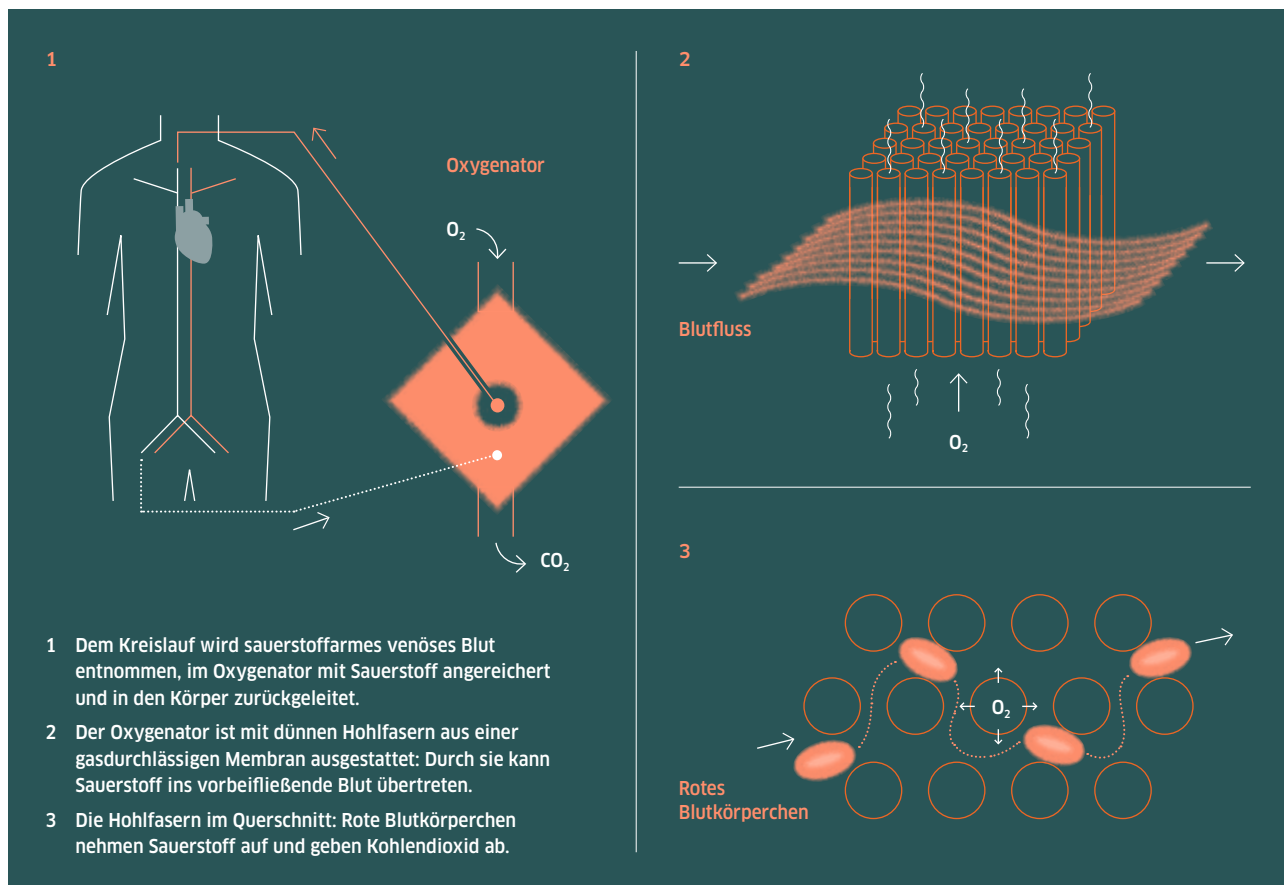 1
Oxygenator
O₂
CO₂
1 Dem Kreislauf wird sauerstoffarmes venöses Blut
entnommen, im Oxygenator mit Sauerstoff angereichert
und in den Körper zurückgeleitet.
2 Der Oxygenator ist mit dünnen Hohlfasern aus einer
gasdurchlässigen Membran ausgestattet: Durch sie kann
Sauerstoff ins vorbeifließende Blut übertreten.
3 Die Hohlfasern im Querschnitt: Rote Blutkörperchen
nehmen Sauerstoff auf und geben Kohlendioxid ab.
2
Blutfluss
O₂
3
O₂
Rotes
Blutkörperchen